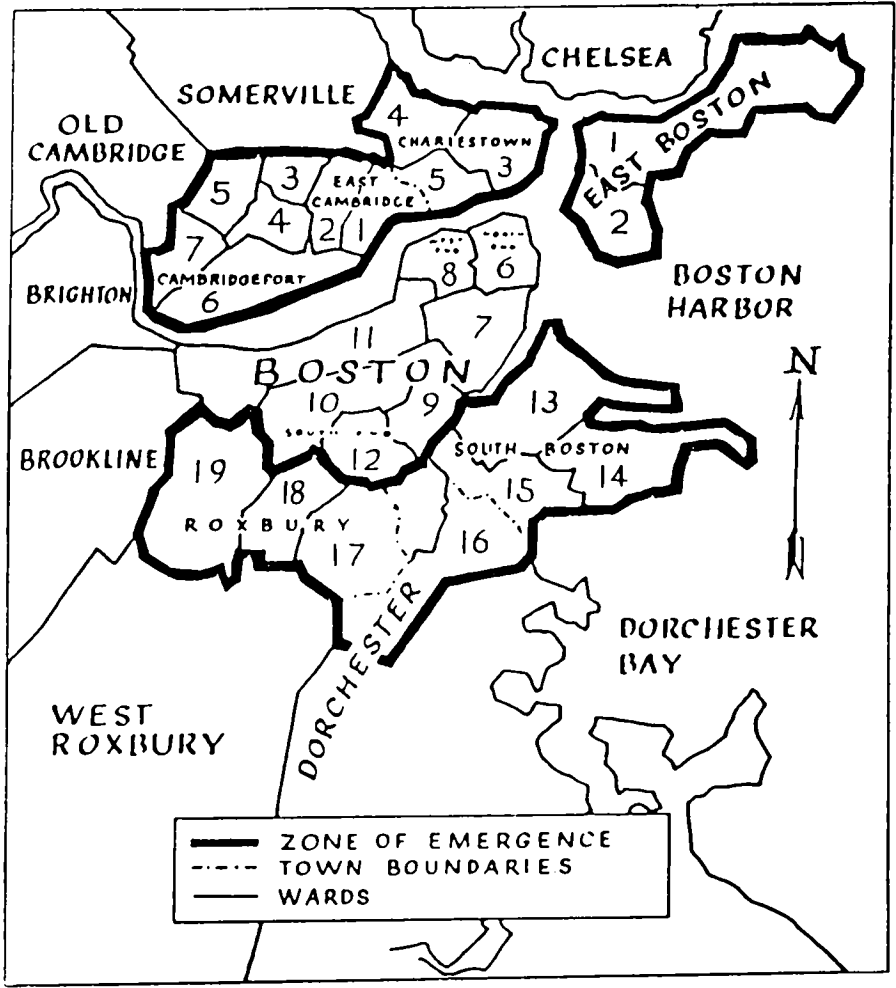 CHELSEA
SOMERVILLE
OLD
CAMBRIDGE
4
CHARLESTOWN
3
5
1
EAST BOSTON
2
5
3
EAST
CAMBRIDGE
4
2
1
7
CAMBRIDGEPORT
6
BRIGHTON
8
6
BOSTON
HARBOR
7
11
BOSTON
10
9
N
13
SOUTH
12
SOUTH BOSTON
BROOKLINE
19
18
15
14
ROXBURY
17
16
N
DORCHESTER
DORCHESTER
BAY
WEST
ROXBURY
ZONE OF EMERGENCE
TOWN BOUNDARIES
WARDS